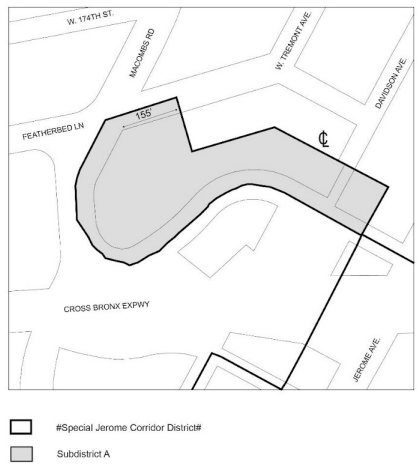 W. 174TH ST.
MACOMBS RD
W. TREMONT AVE.
DAVIDSON AVE.
155'
FEATHERBED LN
℄
CROSS BRONX EXPWY
JEROME AVE.
#Special Jerome Corridor District#
Subdistrict A